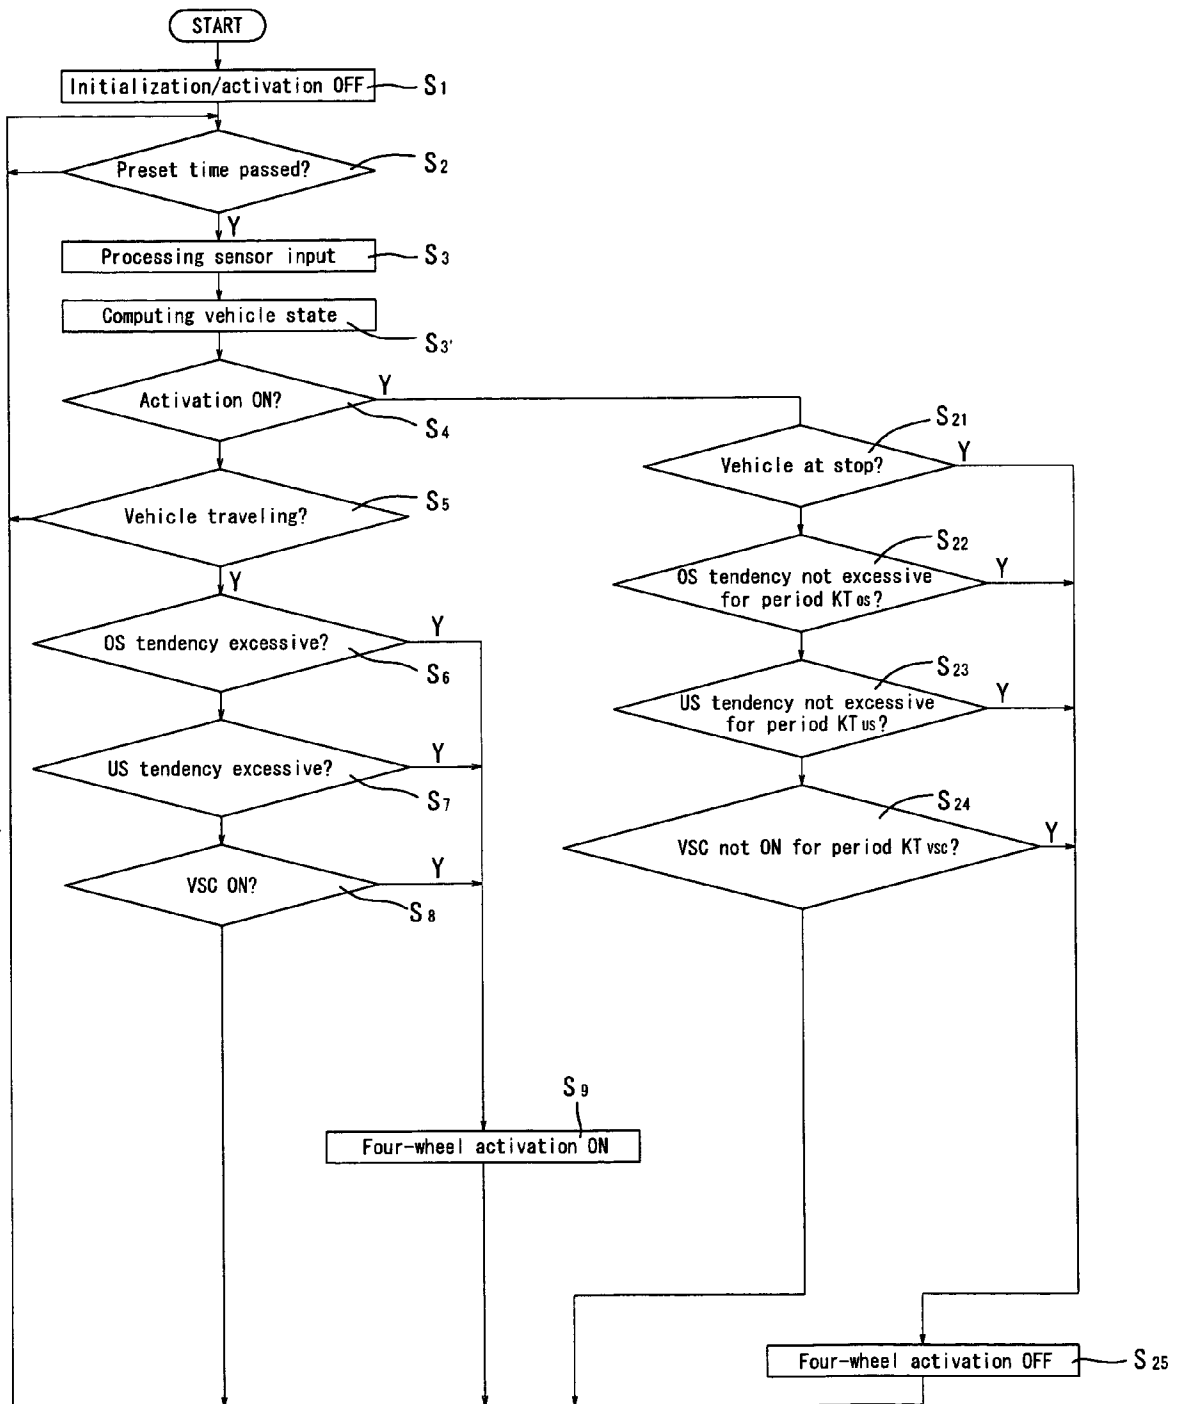 START
Initialization/activation OFF
S1
Preset time passed?
S2
Y
Processing sensor input
S3
Computing vehicle state
S3'
Activation ON?
Y
S4
Vehicle at stop?
S21
Y
Vehicle traveling?
S5
Y
OS tendency not excessive
for period KTOS?
S22
Y
OS tendency excessive?
Y
S6
US tendency not excessive
for period KTUS?
S23
Y
US tendency excessive?
Y
S7
VSC not ON for period KTVSC?
S24
Y
VSC ON?
Y
S8
S9
Four-wheel activation ON
Four-wheel activation OFF
S25